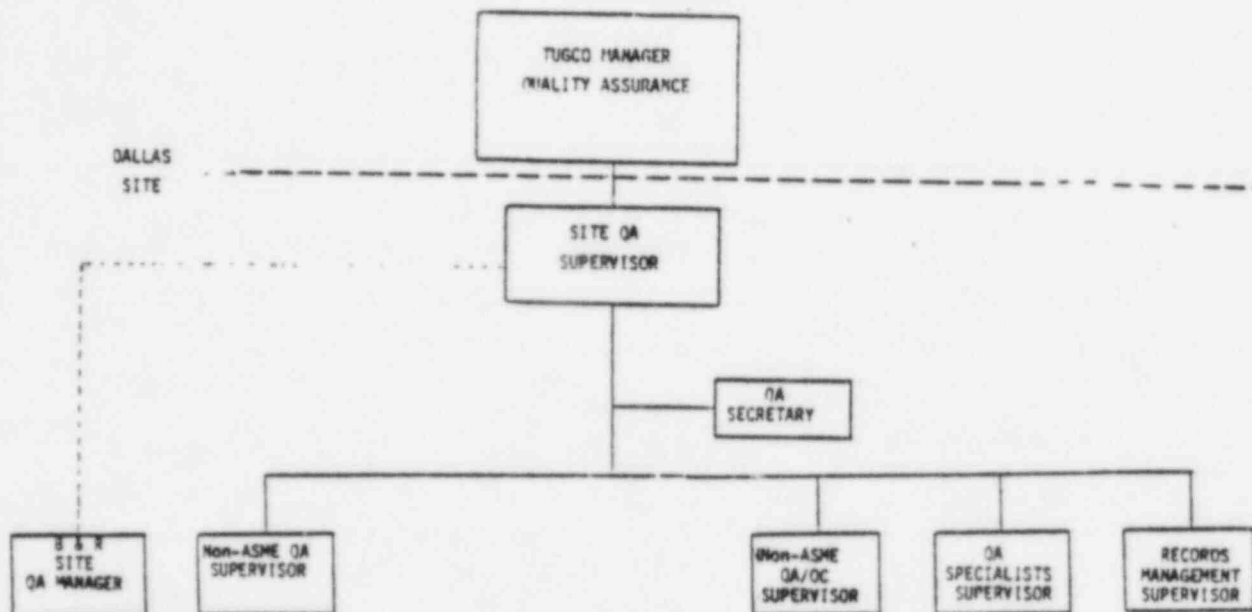 TUGCO MANAGER
QUALITY ASSURANCE
DALLAS
SITE
SITE QA
SUPERVISOR
QA
SECRETARY
B & R
SITE
QA MANAGER
Non-ASME QA
SUPERVISOR
Non-ASME
QA/QC
SUPERVISOR
QA
SPECIALISTS
SUPERVISOR
RECORDS
MANAGEMENT
SUPERVISOR